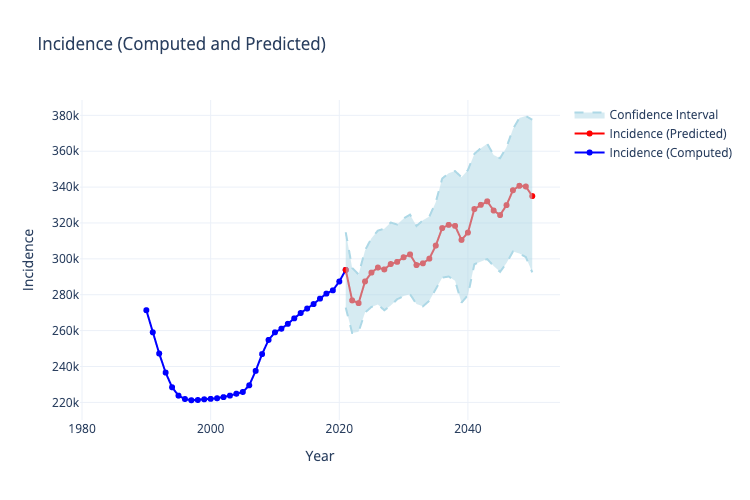 Incidence (Computed and Predicted)
380k
360k
340k
320k
300k
280k
260k
240k
220k
Incidence
1980
2000
2020
2040
Year
Confidence Interval
Incidence (Predicted)
Incidence (Computed)